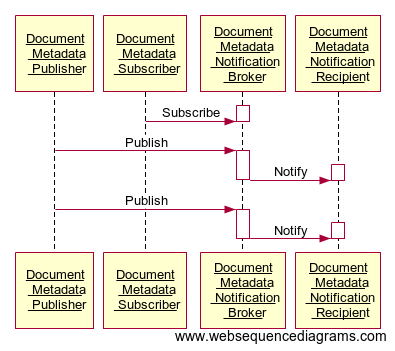 Document
Metadata
Publisher
Document
Metadata
Subscriber
Document
Metadata
Notification
Broker
Document
Metadata
Notification
Recipient
Subscribe
Publish
Notify
Publish
Notify
Document
Metadata
Publisher
Document
Metadata
Subscriber
Document
Metadata
Notification
Broker
Document
Metadata
Notification
Recipient
www.websequencediagrams.com